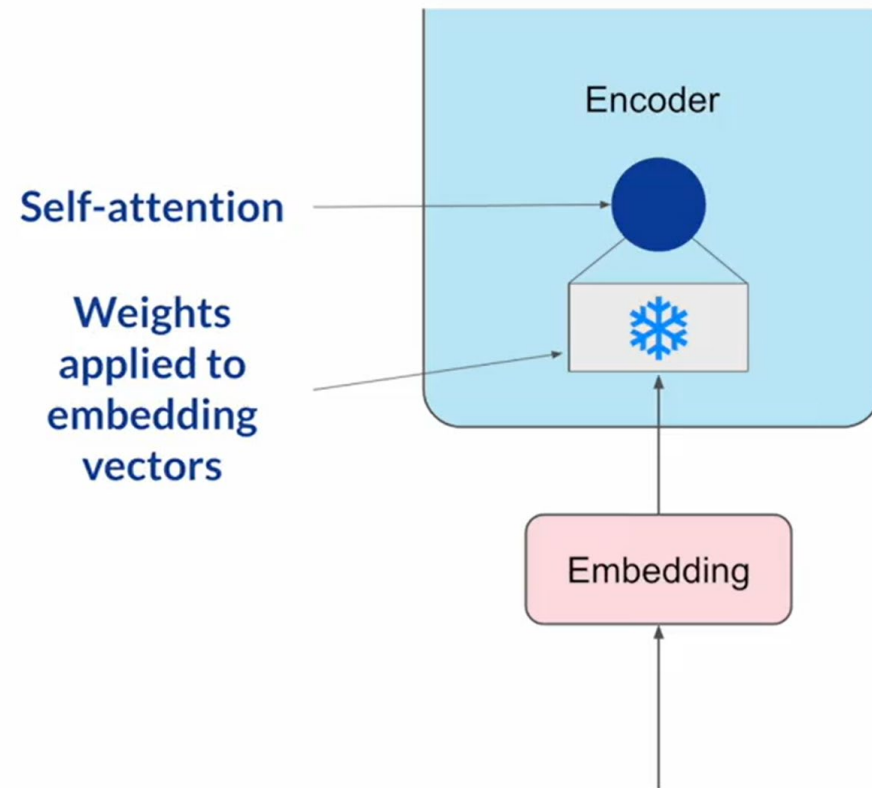 Encoder
Self-attention
Weights
applied to
embedding
vectors
Embedding